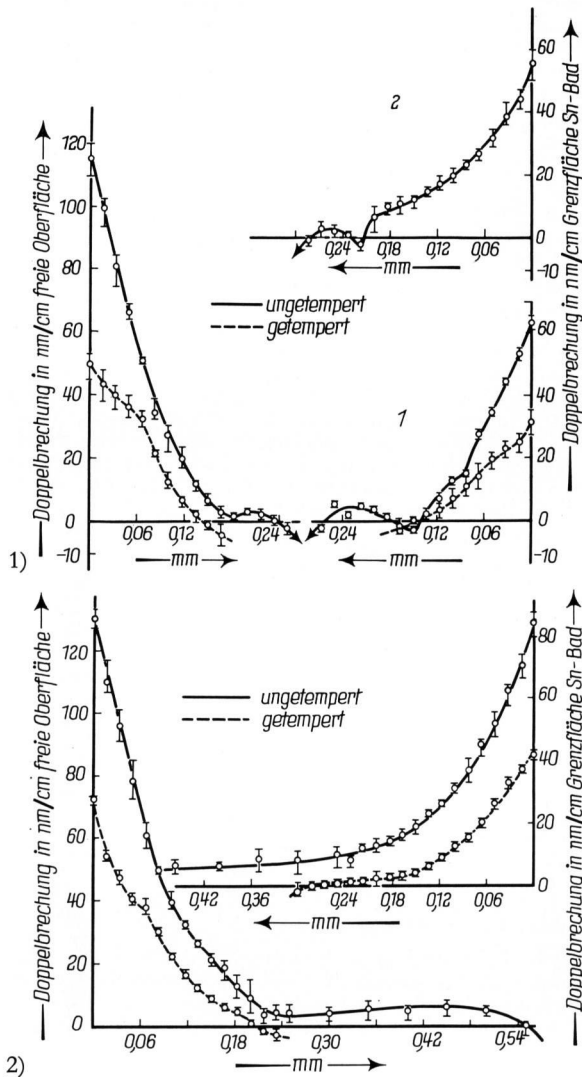 1)
Doppelbrechung in nm/cm freie Oberfläche
120
100
80
60
40
20
0
-10
0,06 0,12 0,24
mm
2
60
40
20
0
-10
0,24 0,18 0,12 0,06
mm
Doppelbrechung in nm/cm Grenzfläche Sn-Bad
ungetempert
getempert
1
60
40
20
0
-10
0,24 0,12 0,06
mm
2)
Doppelbrechung in nm/cm freie Oberfläche
120
100
80
60
40
20
0
0,06 0,18 0,30 0,42 0,54
mm
ungetempert
getempert
80
60
40
20
0
0,42 0,36 0,24 0,18 0,12 0,06
mm
Doppelbrechung in nm/cm Grenzfläche Sn-Bad